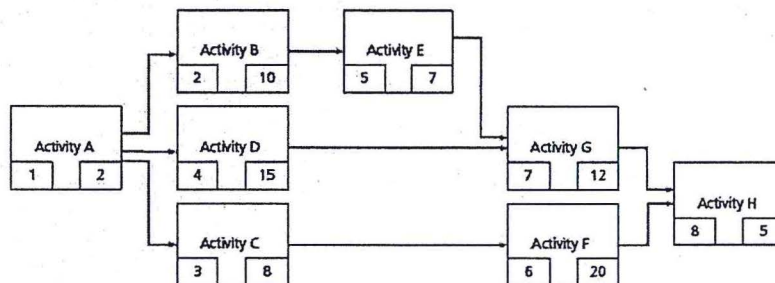 Activity B
2 10
Activity E
5 7
Activity A
1 2
Activity D
4 15
Activity G
7 12
Activity H
8 5
Activity C
3 8
Activity F
6 20